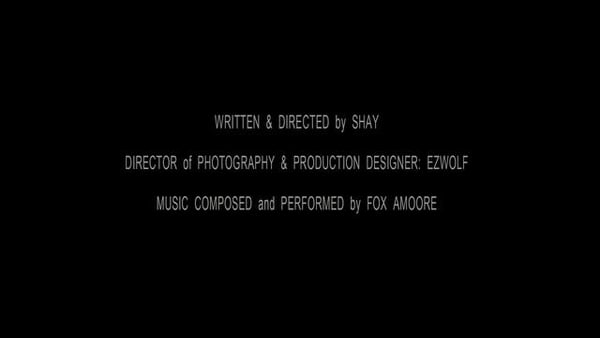 WRITTEN & DIRECTED by SHAY
DIRECTOR of PHOTOGRAPHY & PRODUCTION DESIGNER: EZWOLF
MUSIC COMPOSED and PERFORMED by FOX AMOORE